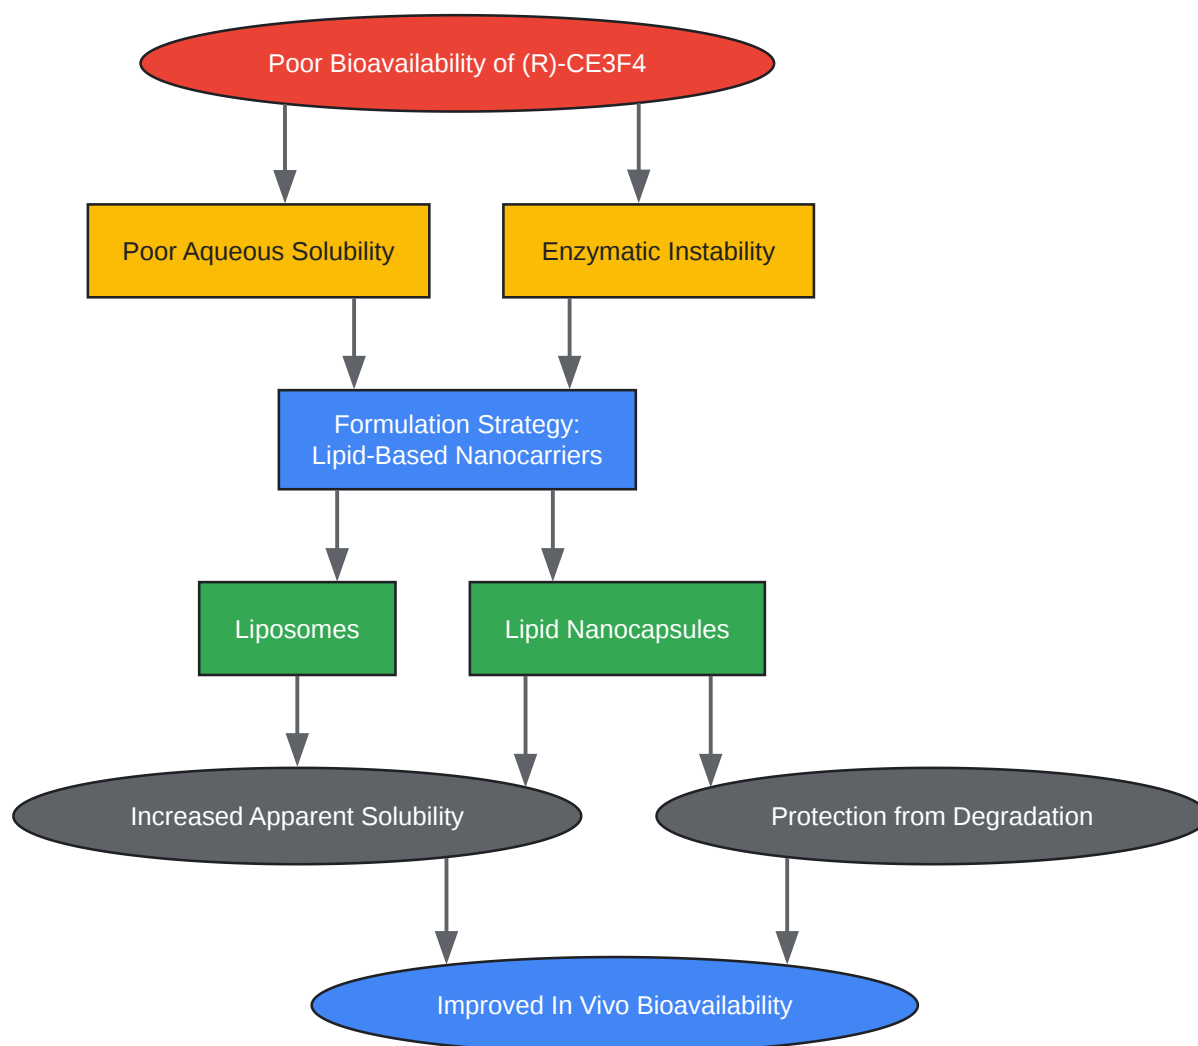 Poor Bioavailability of (R)-CE3F4
Poor Aqueous Solubility
Enzymatic Instability
Formulation Strategy:
Lipid-Based Nanocarriers
Liposomes
Lipid Nanocapsules
Increased Apparent Solubility
Protection from Degradation
Improved In Vivo Bioavailability